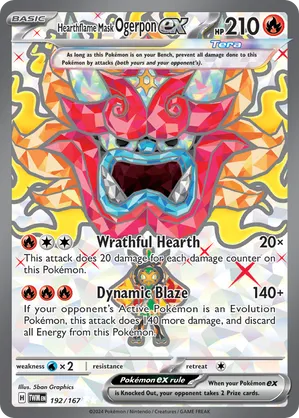 BASIC
Hearthflame Mask Ogerpon ex HP 210
Tera
As long as this Pokémon is on your Bench, prevent all damage done to this
Pokémon by attacks (both yours and your opponent's).
Wrathful Hearth 20×
This attack does 20 damage for each damage counter on
this Pokémon.
Dynamic Blaze 140+
If your opponent's Active Pokémon is an Evolution
Pokémon, this attack does 140 more damage, and discard
all Energy from this Pokémon.
weakness ×2 resistance retreat
Illus. 5ban Graphics
Pokémon ex rule
When your Pokémon ex
is Knocked Out, your opponent takes 2 Prize cards.
H TWM EN 192/167
©2024 Pokémon / Nintendo / Creatures / GAME FREAK